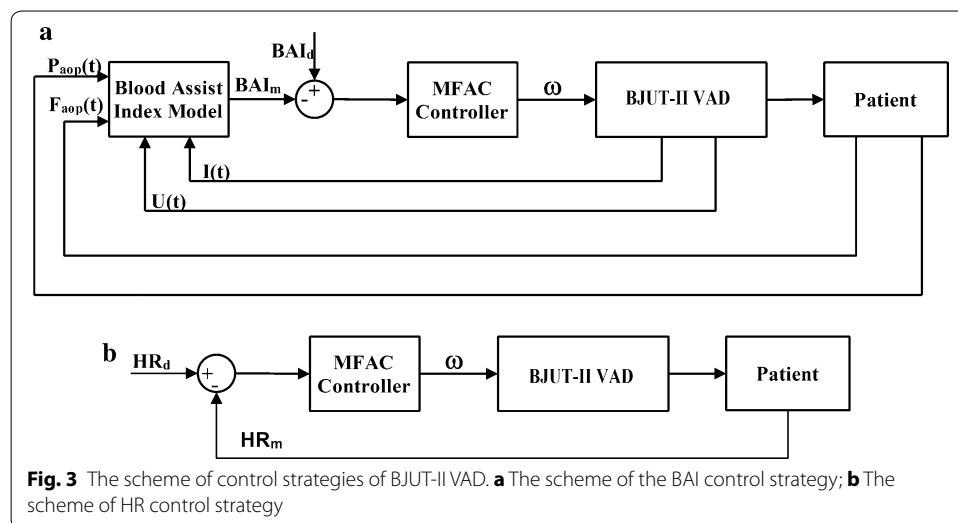 a
P_aop(t)
F_aop(t)
Blood Assist
Index Model
BAI_m
BAI_d
- +
MFAC
Controller
ω
BJUT-II VAD
Patient
I(t)
U(t)
b
HR_d
+
-
MFAC
Controller
ω
BJUT-II VAD
Patient
HR_m
Fig. 3 The scheme of control strategies of BJUT-II VAD. a The scheme of the BAI control strategy; b The
scheme of HR control strategy